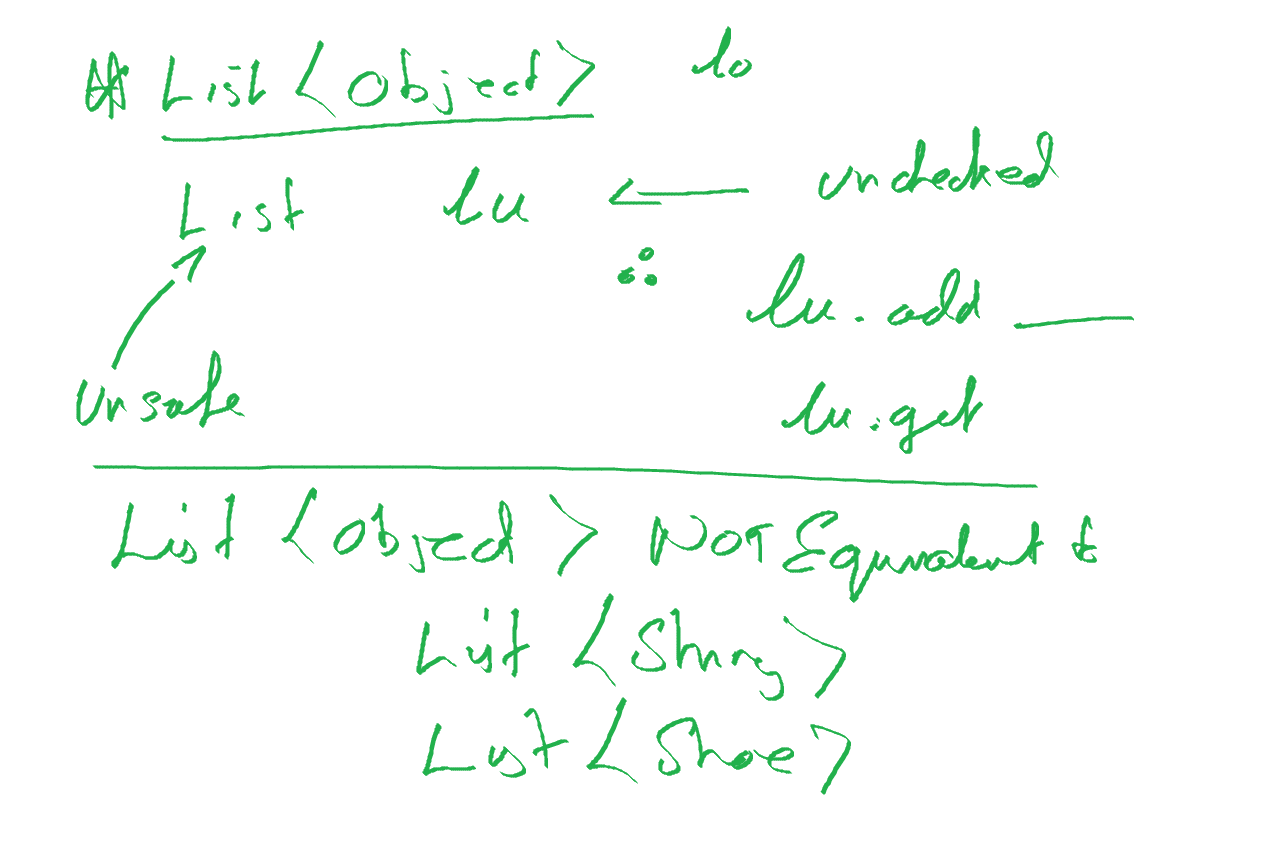 List <Object> lo
List lu ← unchecked
∴ lu.add —
unsafe
lu.get
List <Object> NOT Equivalent to
List <String>
List <Shoe>